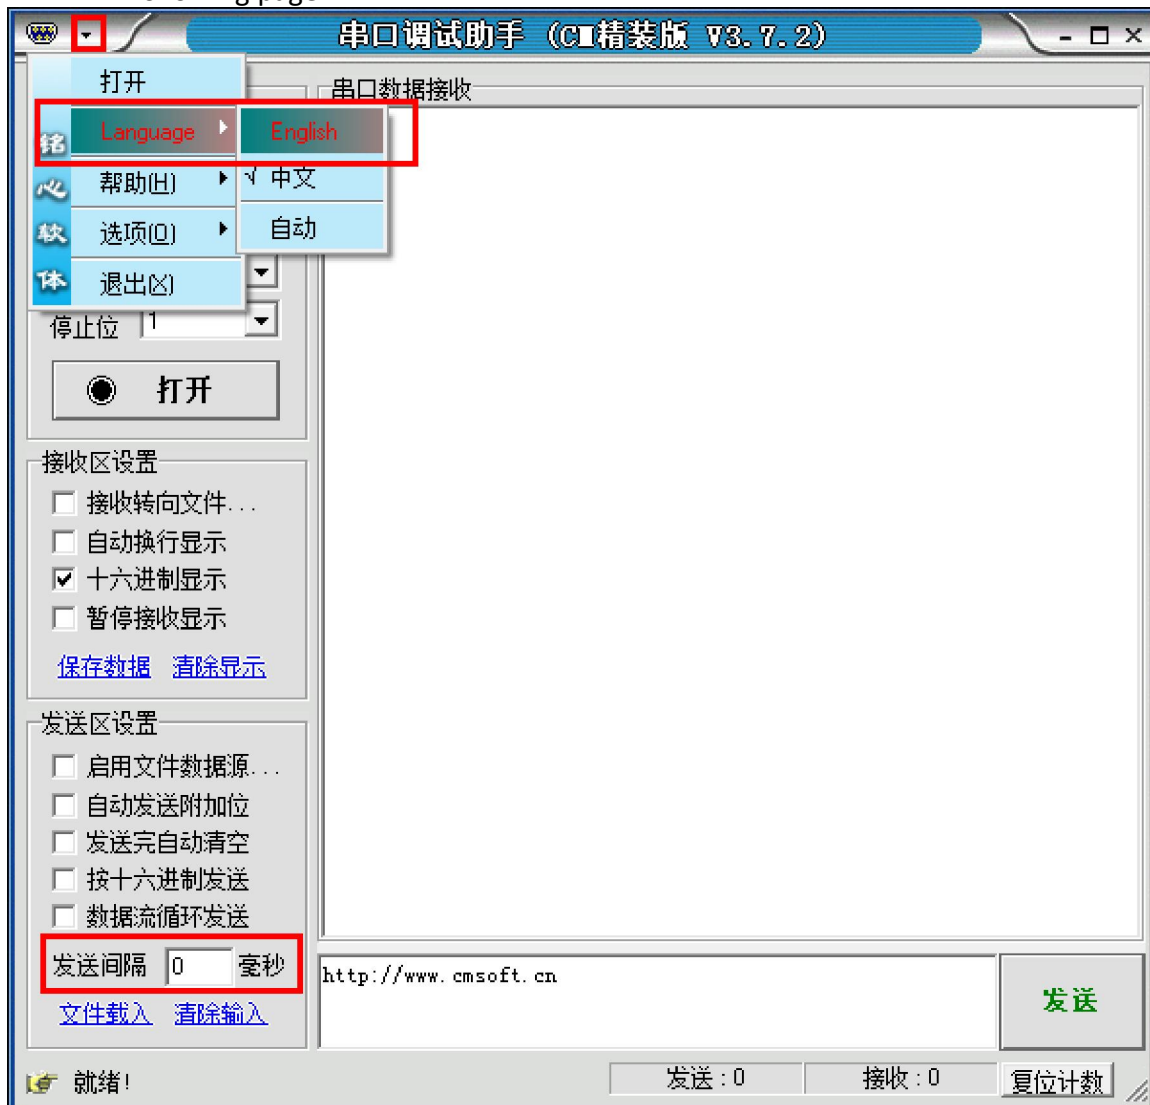 串口调试助手 (CM精装版 V3.7.2)
打开
Language English
帮助(H) √ 中文
选项(O) 自动
退出(X)
铭心软体
停止位 1
打开
串口数据接收
接收区设置
接收转向文件...
自动换行显示
十六进制显示
暂停接收显示
保存数据 清除显示
发送区设置
启用文件数据源...
自动发送附加位
发送完自动清空
按十六进制发送
数据流循环发送
发送间隔 0 毫秒
文件载入 清除输入
http://www.cmsoft.cn
发送
就绪! 发送:0 接收:0 复位计数